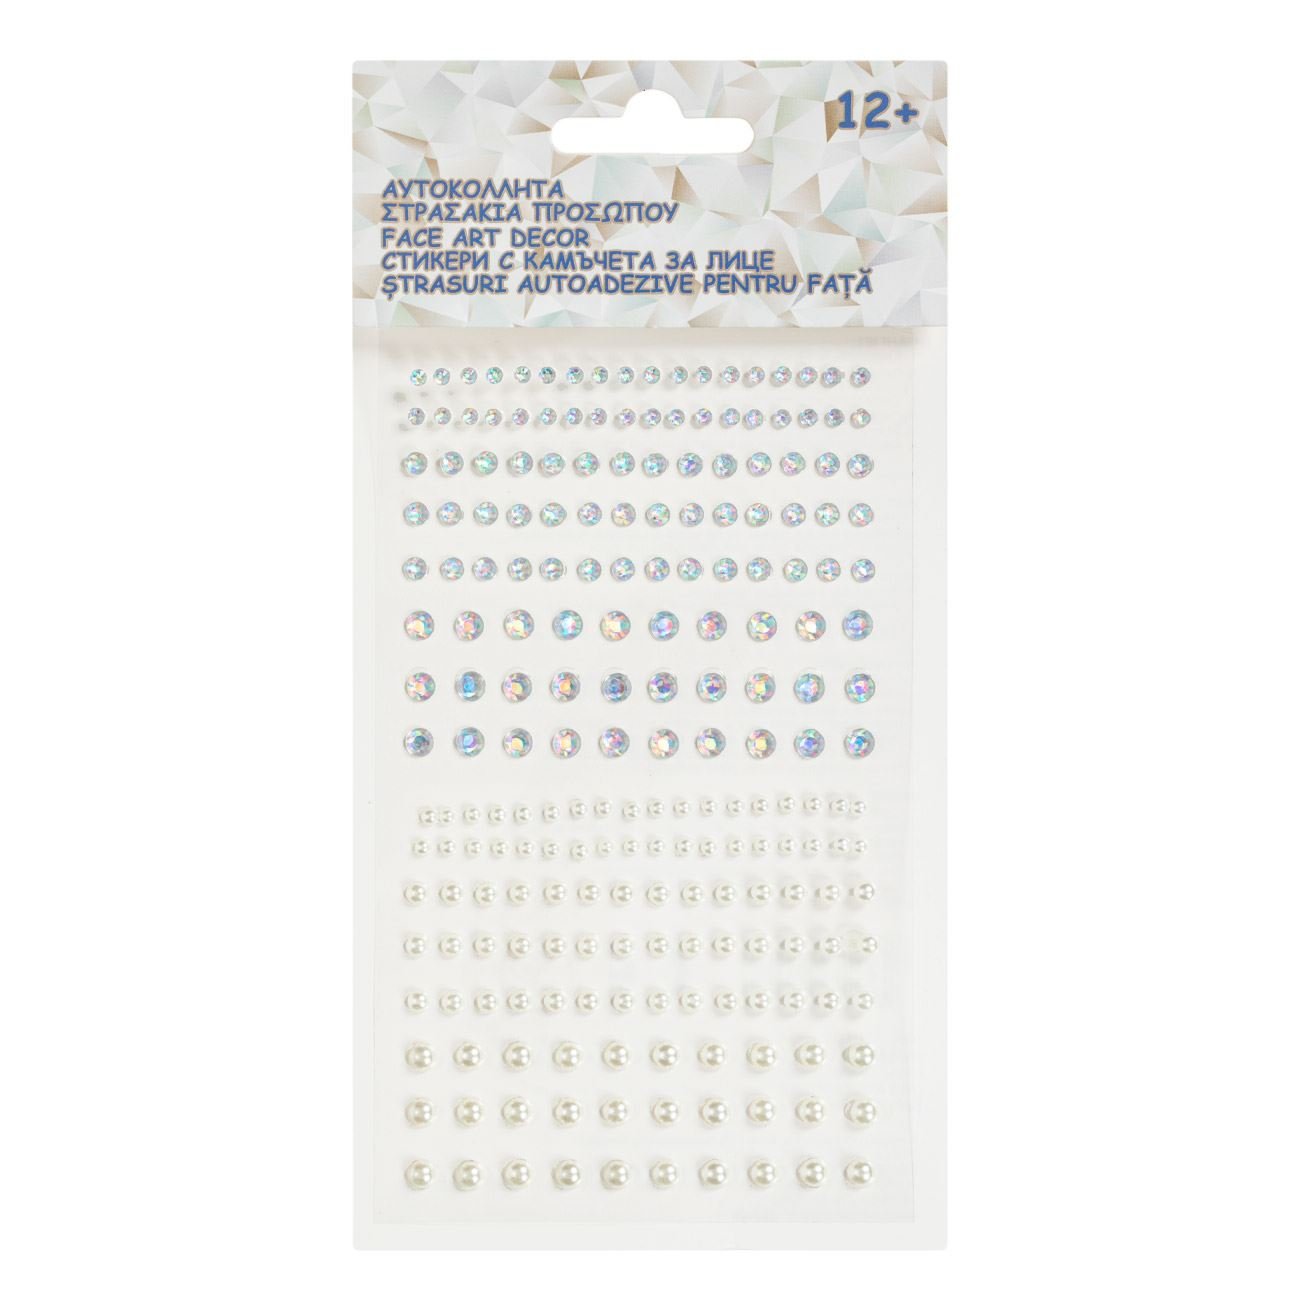 12+
ΑΥΤΟΚΟΛΛΗΤΑ
ΣΤΡΑΣΑΚΙΑ ΠΡΟΣΩΠΟΥ
FACE ART DECOR
СТИКЕРИ С КАМЪЧЕТА ЗА ЛИЦЕ
ȘTRASURI AUTOADEZIVE PENTRU FAȚĂ